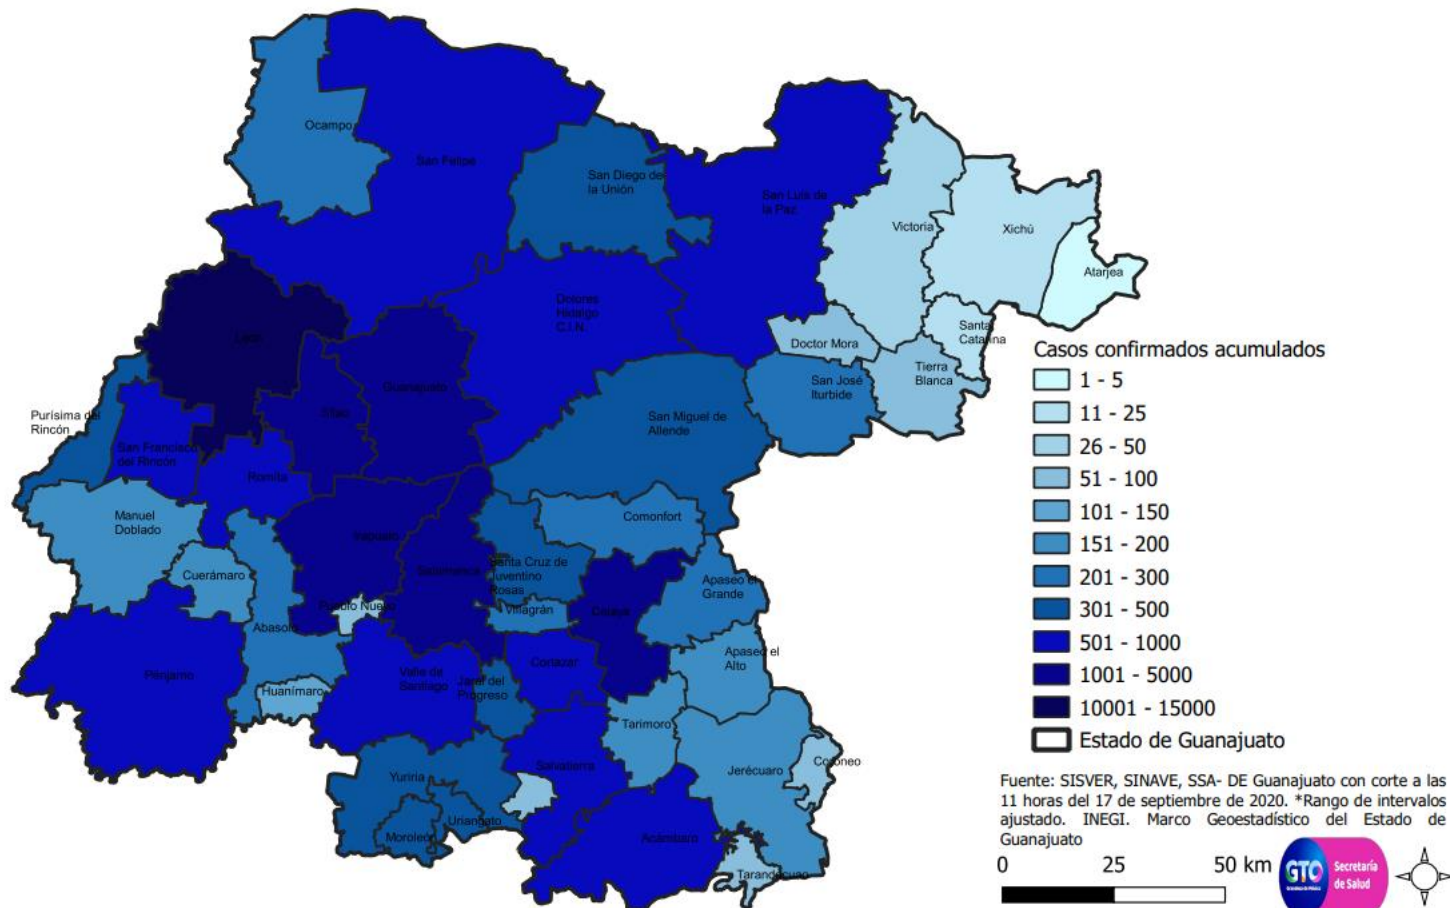 Ocampo
San Felipe
San Diego de
la Unión
San Luis de
la Paz
Victoria
Xichú
Atarjea
León
Dolores
Hidalgo
C.I.N.
Doctor Mora
Santa
Catarina
Tierra
Blanca
San José
Iturbide
Guanajuato
Silao
Purísima del
Rincón
San Francisco
del Rincón
San Miguel de
Allende
Romita
Manuel
Doblado
Comonfort
Irapuato
Salamanca
Santa Cruz de
Juventino
Rosas
Cuerámaro
Apaseo el
Grande
Pueblo Nuevo
Villagrán
Celaya
Abasolo
Apaseo el
Alto
Pénjamo
Valle de
Santiago
Jaral del
Progreso
Cortazar
Huanímaro
Tarimoro
Jerécuaro
Coroneo
Yuriria
Salvatierra
Uriangato
Moroleón
Acámbaro
Tarandacuao
Casos confirmados acumulados
1 - 5
11 - 25
26 - 50
51 - 100
101 - 150
151 - 200
201 - 300
301 - 500
501 - 1000
1001 - 5000
10001 - 15000
Estado de Guanajuato
Fuente: SISVER, SINAVE, SSA- DE Guanajuato con corte a las
11 horas del 17 de septiembre de 2020. *Rango de intervalos
ajustado. INEGI. Marco Geoestadístico del Estado de
Guanajuato
0 25 50 km
GTO
Secretaría
de Salud